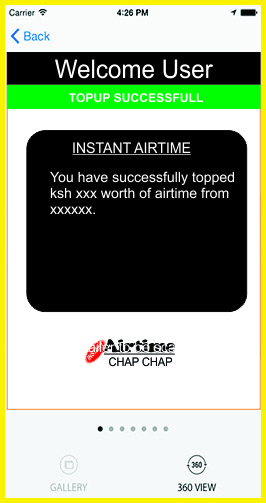 Carrier 4:26 PM
Back
Welcome User
TOPUP SUCCESSFULL
INSTANT AIRTIME
You have successfully topped
ksh xxx worth of airtime from
xxxxxx.
Airtime
CHAP CHAP
360
GALLERY 360 VIEW